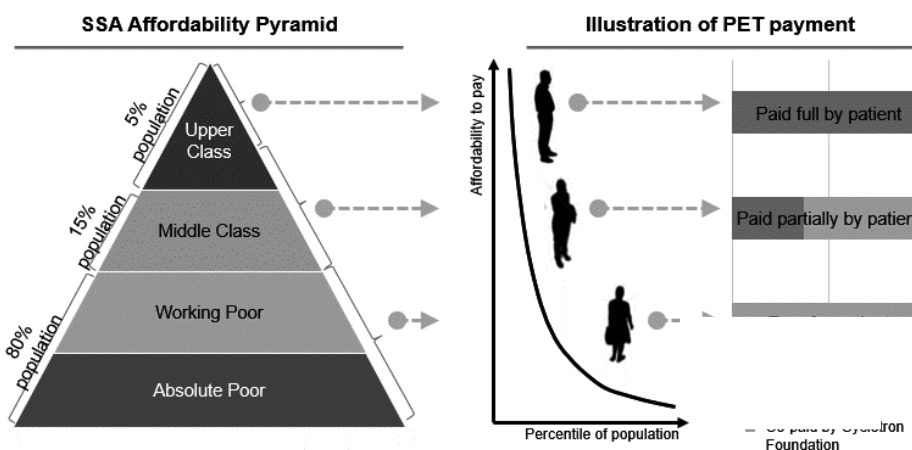 SSA Affordability Pyramid
Illustration of PET payment
5%
population
15%
population
80%
population
Upper
Class
Middle Class
Working Poor
Absolute Poor
Affordability to pay
Percentile of population
Paid full by patient
Paid partially by patien
Foundation